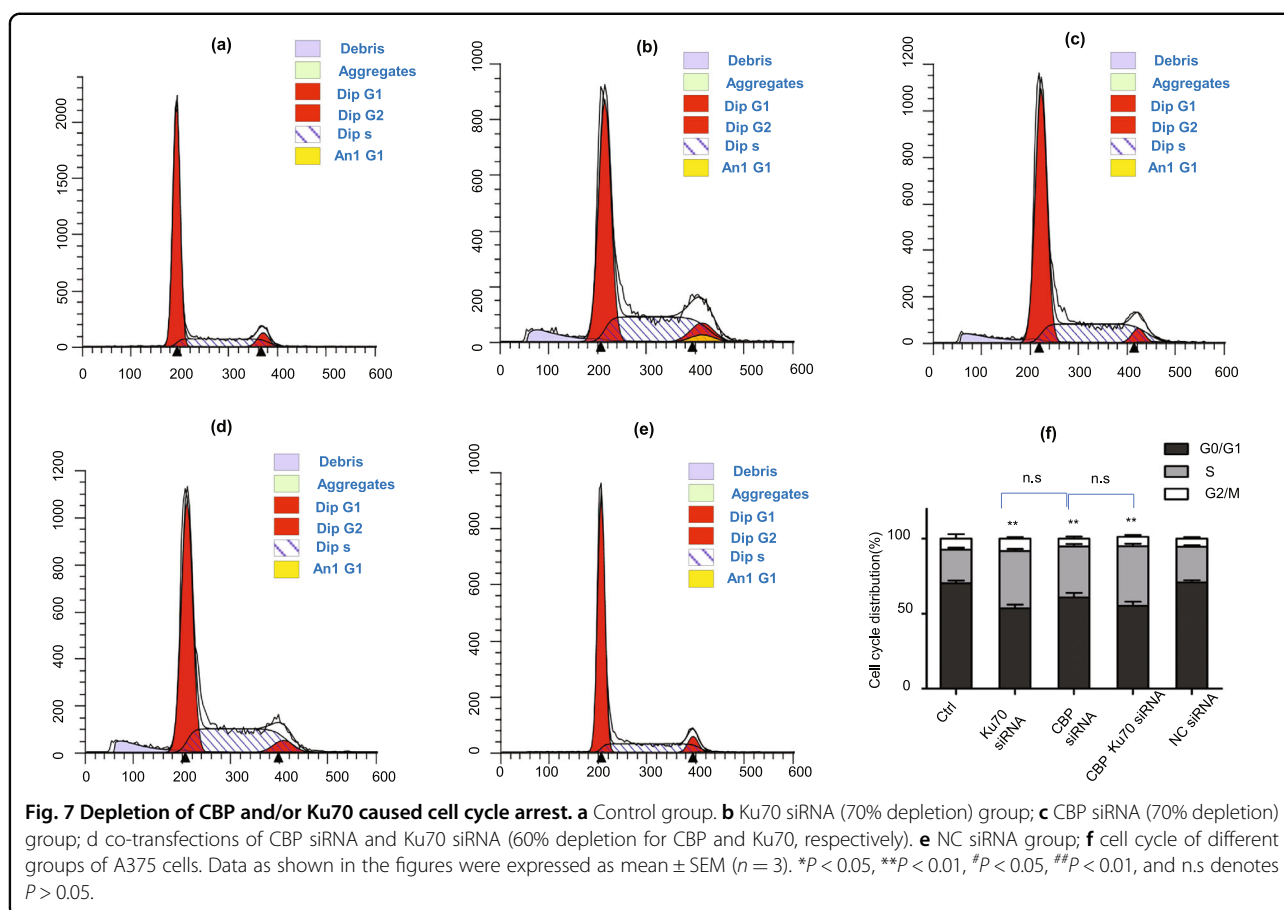 (a)
Debris
Aggregates
Dip G1
Dip G2
Dip s
An1 G1
2000
1500
1000
500
0
0 100 200 300 400 500 600
(b)
Debris
Aggregates
Dip G1
Dip G2
Dip s
An1 G1
1000
800
600
400
200
0
0 100 200 300 400 500 600
(c)
Debris
Aggregates
Dip G1
Dip G2
Dip s
An1 G1
1200
1000
800
600
400
200
0
0 100 200 300 400 500 600
(d)
Debris
Aggregates
Dip G1
Dip G2
Dip s
An1 G1
1200
1000
800
600
400
200
0
0 100 200 300 400 500 600
(e)
Debris
Aggregates
Dip G1
Dip G2
Dip s
An1 G1
1000
800
600
400
200
0
0 100 200 300 400 500 600
(f)
G0/G1
S
G2/M
n.s n.s
** ** **
Cell cycle distribution(%)
100
50
0
Ctrl
Ku70 siRNA
CBP siRNA
CBP+Ku70 siRNA
NC siRNA
Fig. 7 Depletion of CBP and/or Ku70 caused cell cycle arrest. a Control group. b Ku70 siRNA (70% depletion) group; c CBP siRNA (70% depletion)
group; d co-transfections of CBP siRNA and Ku70 siRNA (60% depletion for CBP and Ku70, respectively). e NC siRNA group; f cell cycle of different
groups of A375 cells. Data as shown in the figures were expressed as mean ± SEM (n = 3). *P < 0.05, **P < 0.01, #P < 0.05, ##P < 0.01, and n.s denotes
P > 0.05.